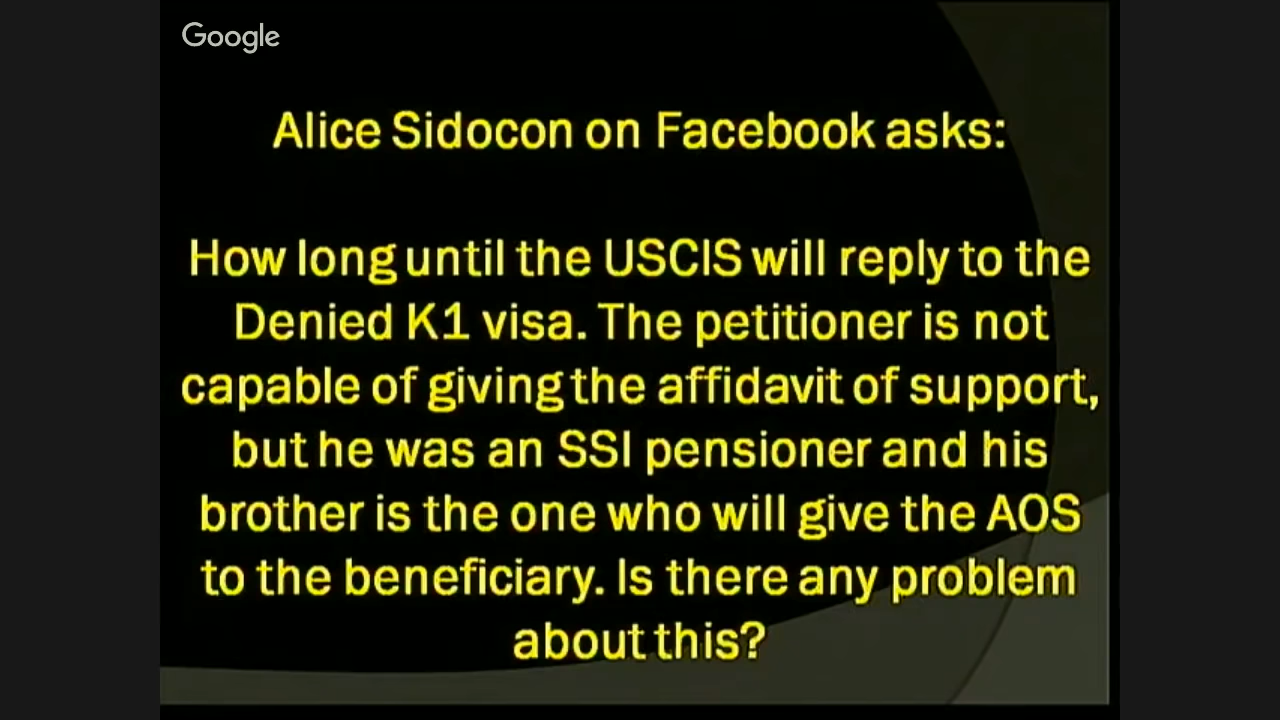 Google
Alice Sidocon on Facebook asks:
How long until the USCIS will reply to the
Denied K1 visa. The petitioner is not
capable of giving the affidavit of support,
but he was an SSI pensioner and his
brother is the one who will give the AOS
to the beneficiary. Is there any problem
about this?